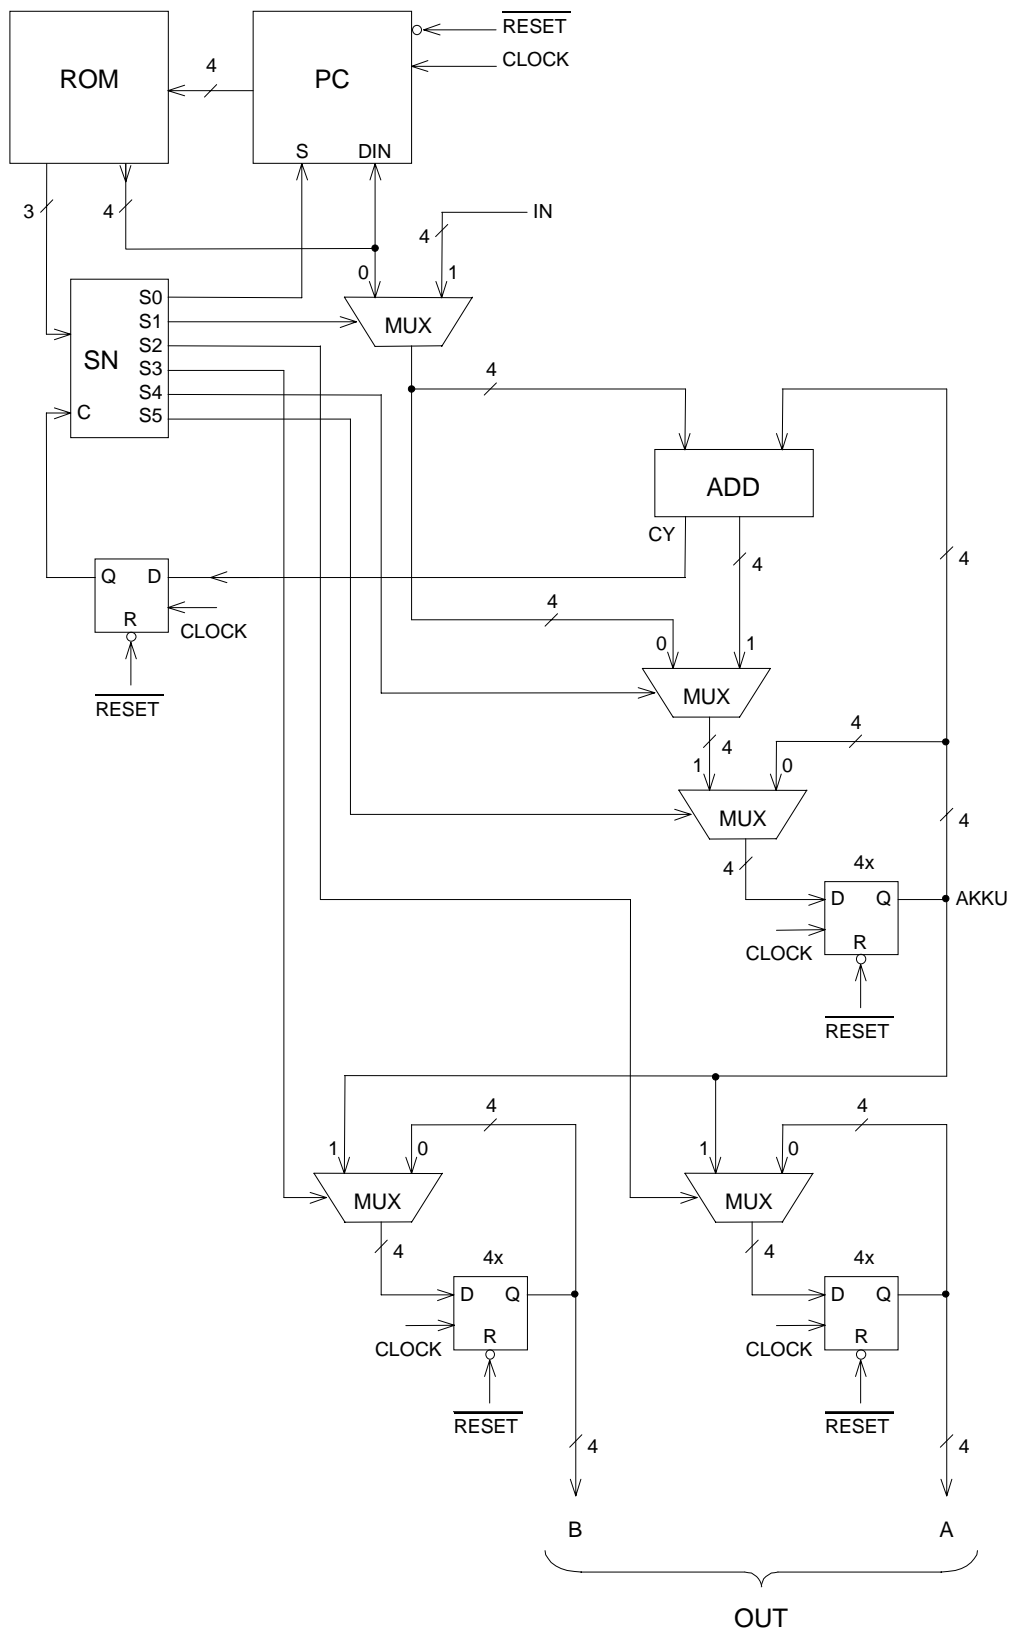 RESET
ROM
PC
CLOCK
4
S
DIN
3
4
IN
4
0
1
S0
S1
MUX
S2
SN
S3
4
S4
C
S5
ADD
CY
4
4
Q
D
4
R
CLOCK
0
1
RESET
MUX
4
4
1
0
MUX
4
4
4x
D
Q
AKKU
R
CLOCK
RESET
4
4
1
0
1
0
MUX
MUX
4
4
4x
4x
D
Q
D
Q
R
R
CLOCK
CLOCK
RESET
RESET
4
4
B
A
OUT